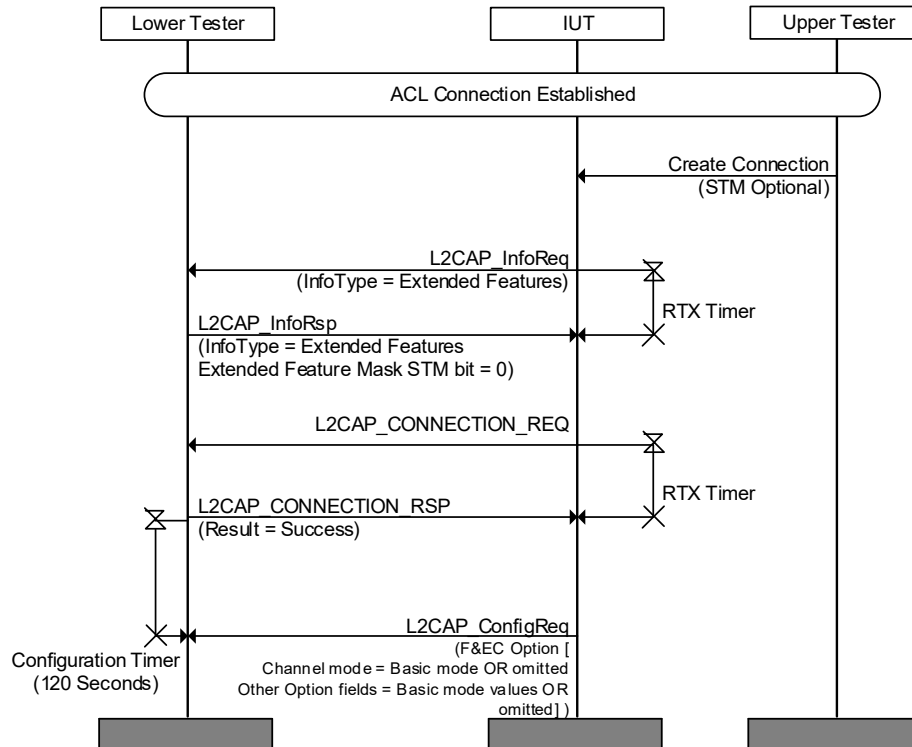 Lower Tester
IUT
Upper Tester
ACL Connection Established
Create Connection
(STM Optional)
L2CAP_InfoReq
(InfoType = Extended Features)
RTX Timer
L2CAP_InfoRsp
(InfoType = Extended Features
Extended Feature Mask STM bit = 0)
L2CAP_CONNECTION_REQ
RTX Timer
L2CAP_CONNECTION_RSP
(Result = Success)
L2CAP_ConfigReq
(F&EC Option [
Channel mode = Basic mode OR omitted
Other Option fields = Basic mode values OR
omitted] )
Configuration Timer
(120 Seconds)